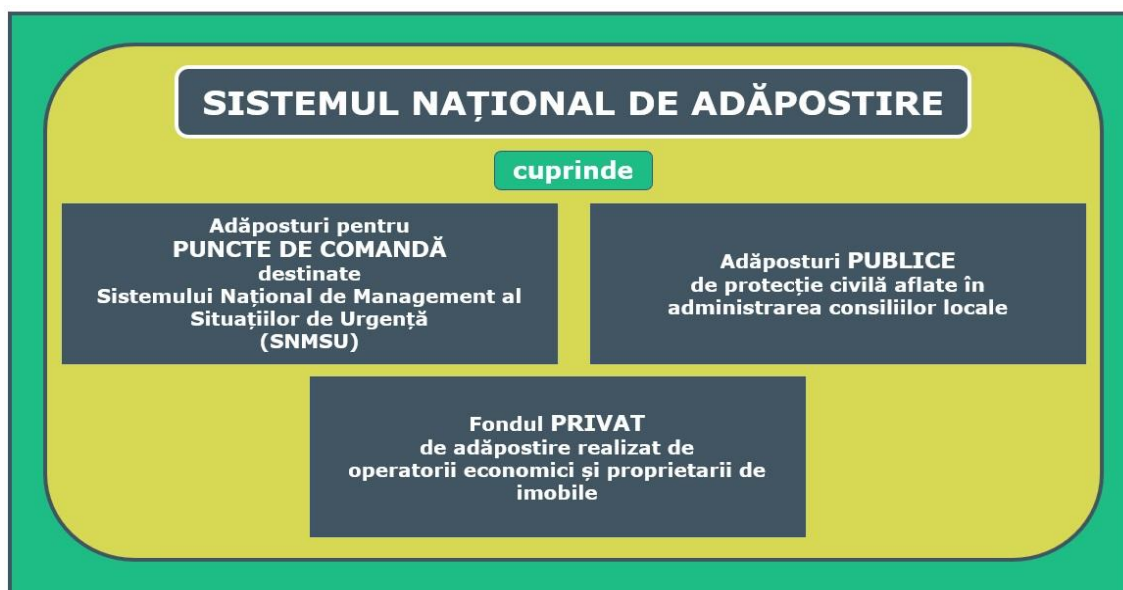 SISTEMUL NAȚIONAL DE ADĂPOSTIRE
cuprinde
Adăposturi pentru
PUNCTE DE COMANDĂ
destinate
Sistemului Național de Management al
Situațiilor de Urgență
(SNMSU)
Adăposturi PUBLICE
de protecție civilă aflate în
administrarea consiliilor locale
Fondul PRIVAT
de adăpostire realizat de
operatorii economici și proprietarii de
imobile